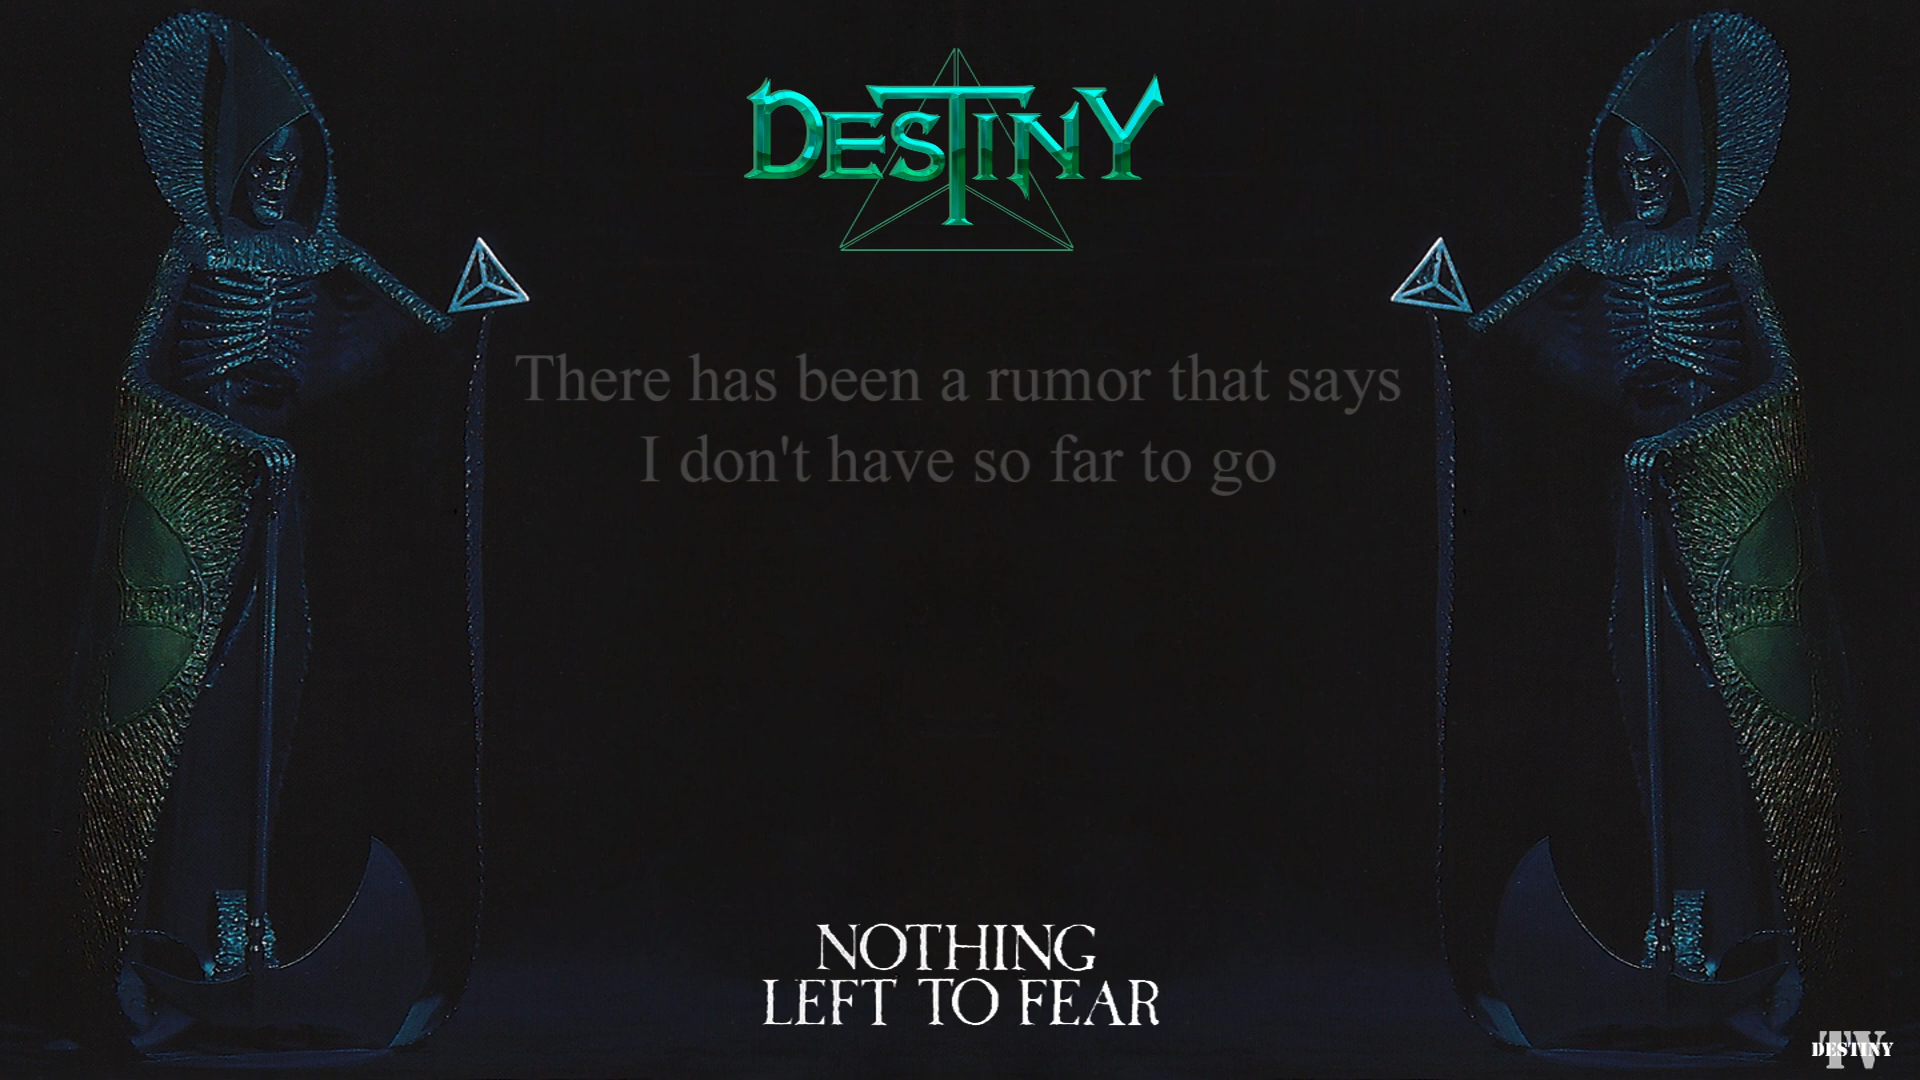 DESTINY
There has been a rumor that says
I don't have so far to go
NOTHING
LEFT TO FEAR
DESTINY
TV